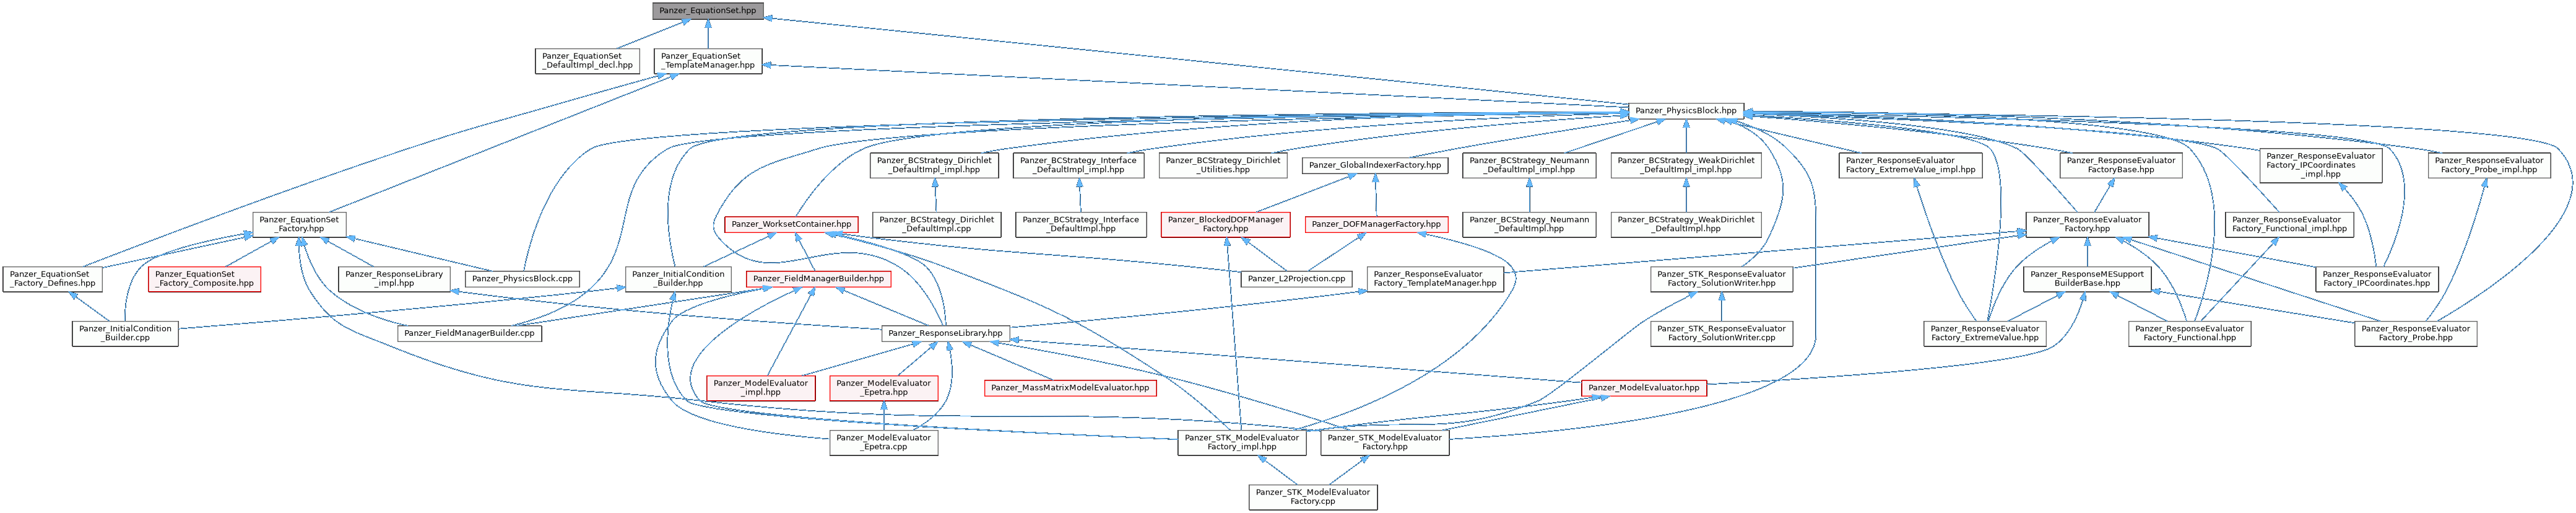 Panzer_EquationSet.hpp
Panzer_EquationSet
_DefaultImpl_decl.hpp
Panzer_EquationSet
_TemplateManager.hpp
Panzer_PhysicsBlock.hpp
Panzer_BCStrategy_Dirichlet
_DefaultImpl_impl.hpp
Panzer_BCStrategy_Interface
_DefaultImpl_impl.hpp
Panzer_BCStrategy_Dirichlet
_Utilities.hpp
Panzer_GlobalIndexerFactory.hpp
Panzer_BCStrategy_Neumann
_DefaultImpl_impl.hpp
Panzer_BCStrategy_WeakDirichlet
_DefaultImpl_impl.hpp
Panzer_ResponseEvaluator
Factory_ExtremeValue_impl.hpp
Panzer_ResponseEvaluator
FactoryBase.hpp
Panzer_ResponseEvaluator
Factory_IPCoordinates
_impl.hpp
Panzer_ResponseEvaluator
Factory_Probe_impl.hpp
Panzer_EquationSet
_Factory.hpp
Panzer_WorksetContainer.hpp
Panzer_BCStrategy_Dirichlet
_DefaultImpl.cpp
Panzer_BCStrategy_Interface
_DefaultImpl.hpp
Panzer_BlockedDOFManager
Factory.hpp
Panzer_DOFManagerFactory.hpp
Panzer_BCStrategy_Neumann
_DefaultImpl.hpp
Panzer_BCStrategy_WeakDirichlet
_DefaultImpl.hpp
Panzer_ResponseEvaluator
Factory.hpp
Panzer_ResponseEvaluator
Factory_Functional_impl.hpp
Panzer_EquationSet
_Factory_Defines.hpp
Panzer_EquationSet
_Factory_Composite.hpp
Panzer_ResponseLibrary
_impl.hpp
Panzer_PhysicsBlock.cpp
Panzer_InitialCondition
_Builder.hpp
Panzer_FieldManagerBuilder.hpp
Panzer_L2Projection.cpp
Panzer_ResponseEvaluator
Factory_TemplateManager.hpp
Panzer_STK_ResponseEvaluator
Factory_SolutionWriter.hpp
Panzer_ResponseMESupport
BuilderBase.hpp
Panzer_ResponseEvaluator
Factory_IPCoordinates.hpp
Panzer_InitialCondition
_Builder.cpp
Panzer_FieldManagerBuilder.cpp
Panzer_ResponseLibrary.hpp
Panzer_STK_ResponseEvaluator
Factory_SolutionWriter.cpp
Panzer_ResponseEvaluator
Factory_ExtremeValue.hpp
Panzer_ResponseEvaluator
Factory_Functional.hpp
Panzer_ResponseEvaluator
Factory_Probe.hpp
Panzer_ModelEvaluator
_impl.hpp
Panzer_ModelEvaluator
_Epetra.hpp
Panzer_MassMatrixModelEvaluator.hpp
Panzer_ModelEvaluator.hpp
Panzer_ModelEvaluator
_Epetra.cpp
Panzer_STK_ModelEvaluator
Factory_impl.hpp
Panzer_STK_ModelEvaluator
Factory.hpp
Panzer_STK_ModelEvaluator
Factory.cpp